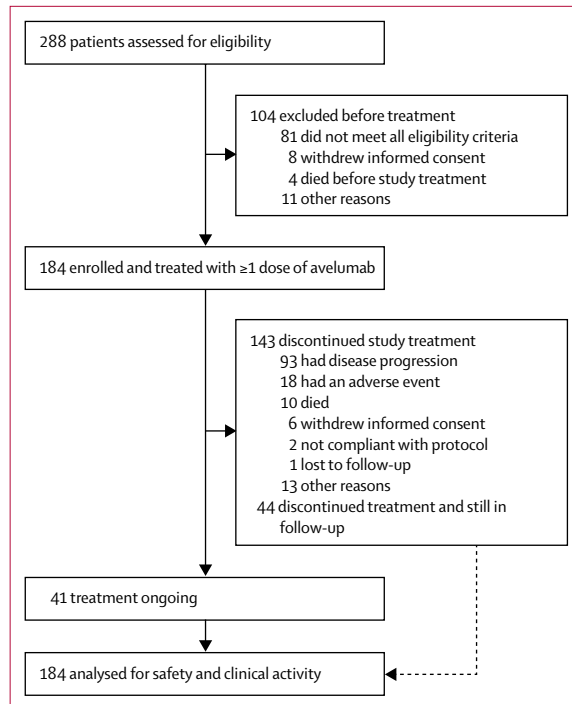 288 patients assessed for eligibility
104 excluded before treatment
81 did not meet all eligibility criteria
8 withdrew informed consent
4 died before study treatment
11 other reasons
184 enrolled and treated with ≥1 dose of avelumab
143 discontinued study treatment
93 had disease progression
18 had an adverse event
10 died
6 withdrew informed consent
2 not compliant with protocol
1 lost to follow-up
13 other reasons
44 discontinued treatment and still in
follow-up
41 treatment ongoing
184 analysed for safety and clinical activity